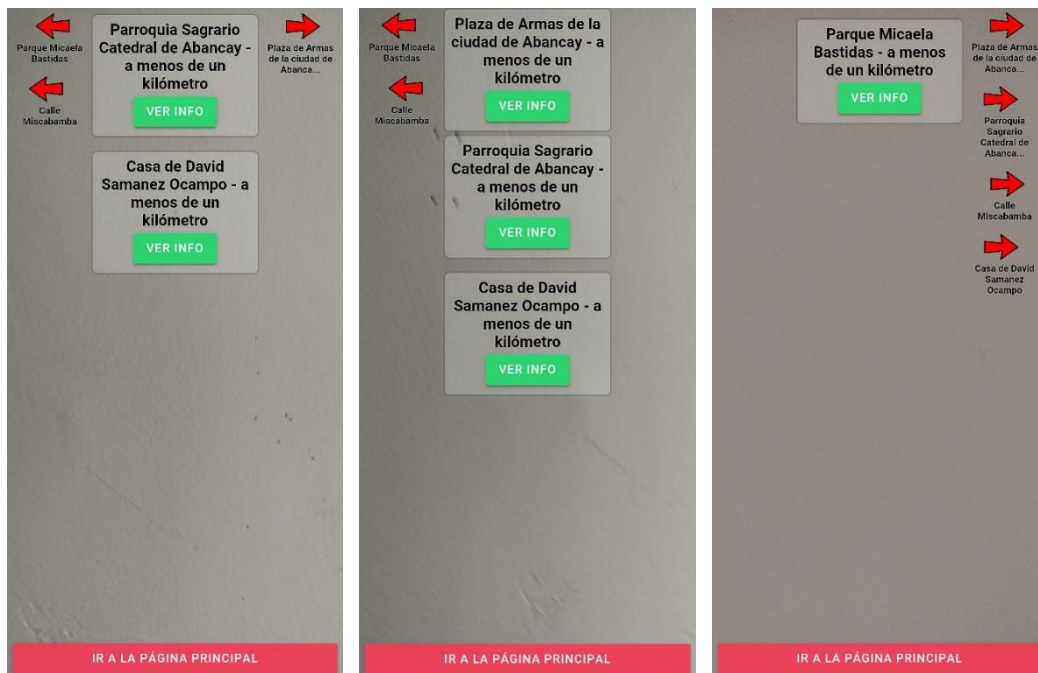 Parque Micaela
Bastidas
Calle
Miscabamba
Parroquia Sagrario
Catedral de Abancay -
a menos de un
kilómetro
VER INFO
Casa de David
Samanez Ocampo - a
menos de un
kilómetro
VER INFO
Plaza de Armas
de la ciudad de
Abanca...
IR A LA PÁGINA PRINCIPAL
Parque Micaela
Bastidas
Calle
Miscabamba
Plaza de Armas de la
ciudad de Abancay - a
menos de un
kilómetro
VER INFO
Parroquia Sagrario
Catedral de Abancay -
a menos de un
kilómetro
VER INFO
Casa de David
Samanez Ocampo - a
menos de un
kilómetro
VER INFO
IR A LA PÁGINA PRINCIPAL
Parque Micaela
Bastidas - a menos
de un kilómetro
VER INFO
Plaza de Armas
de la ciudad de
Abanca...
Parroquia
Sagrario
Catedral de
Abanca...
Calle
Miscabamba
Casa de David
Samanez
Ocampo
IR A LA PÁGINA PRINCIPAL